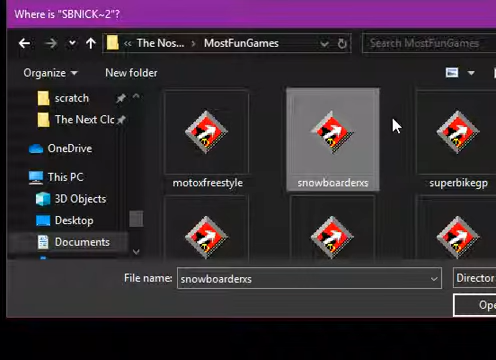 Where is "SBNICK~2"?
« The Nos... › MostFunGames
Search MostFunGames
Organize
New folder
scratch
The Next Clc
OneDrive
This PC
3D Objects
Desktop
Documents
motoxfreestyle
snowboarderxs
superbikegp
File name:
snowboarderxs
Director
Ope